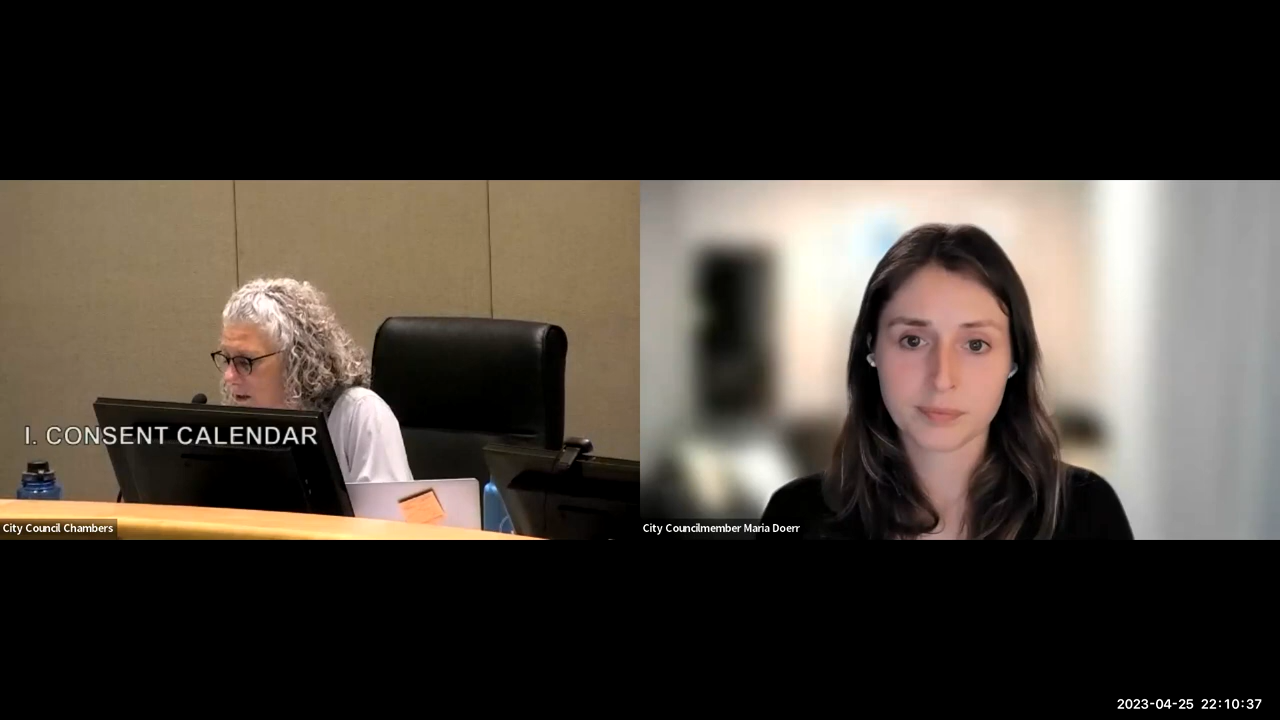 I. CONSENT CALENDAR
City Council Chambers
City Councilmember Maria Doerr
2023-04-25 22:10:37